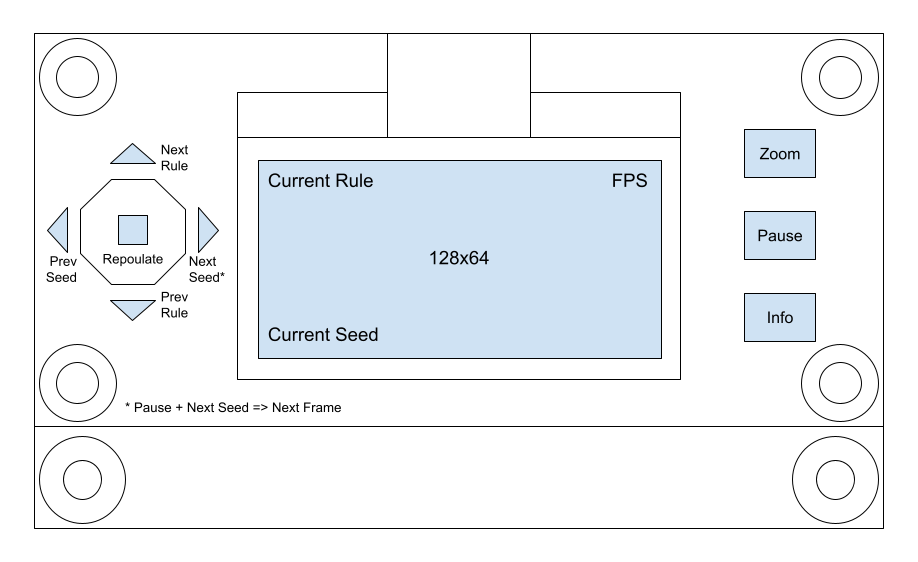 Next
Rule
Prev
Seed
Repoulate
Next
Seed*
Prev
Rule
Current Rule
FPS
128x64
Current Seed
Zoom
Pause
Info
* Pause + Next Seed => Next Frame